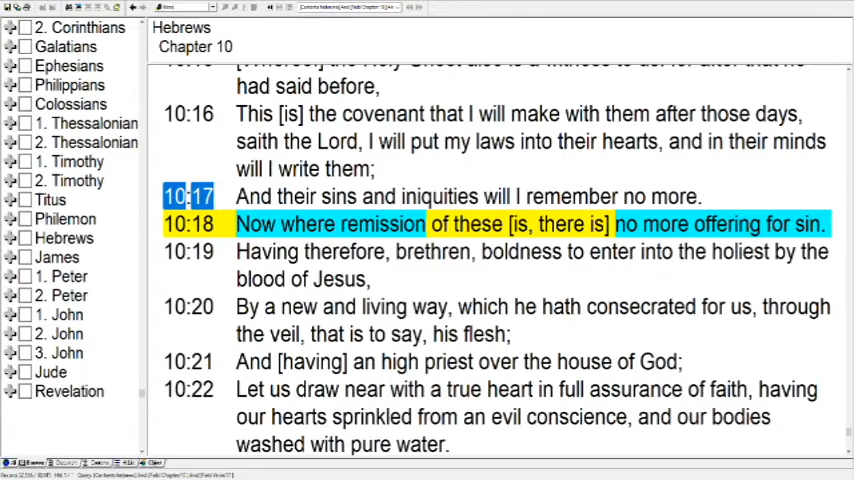 Hebrews
Chapter 10
2. Corinthians
Galatians
Ephesians
Philippians
Colossians
1. Thessalonian
2. Thessalonian
1. Timothy
2. Timothy
Titus
Philemon
Hebrews
James
1. Peter
2. Peter
1. John
2. John
3. John
Jude
Revelation
had said before,
10:16 This [is] the covenant that I will make with them after those days,
saith the Lord, I will put my laws into their hearts, and in their minds
will I write them;
10:17 And their sins and iniquities will I remember no more.
10:18 Now where remission of these [is, there is] no more offering for sin.
10:19 Having therefore, brethren, boldness to enter into the holiest by the
blood of Jesus,
10:20 By a new and living way, which he hath consecrated for us, through
the veil, that is to say, his flesh;
10:21 And [having] an high priest over the house of God;
10:22 Let us draw near with a true heart in full assurance of faith, having
our hearts sprinkled from an evil conscience, and our bodies
washed with pure water.